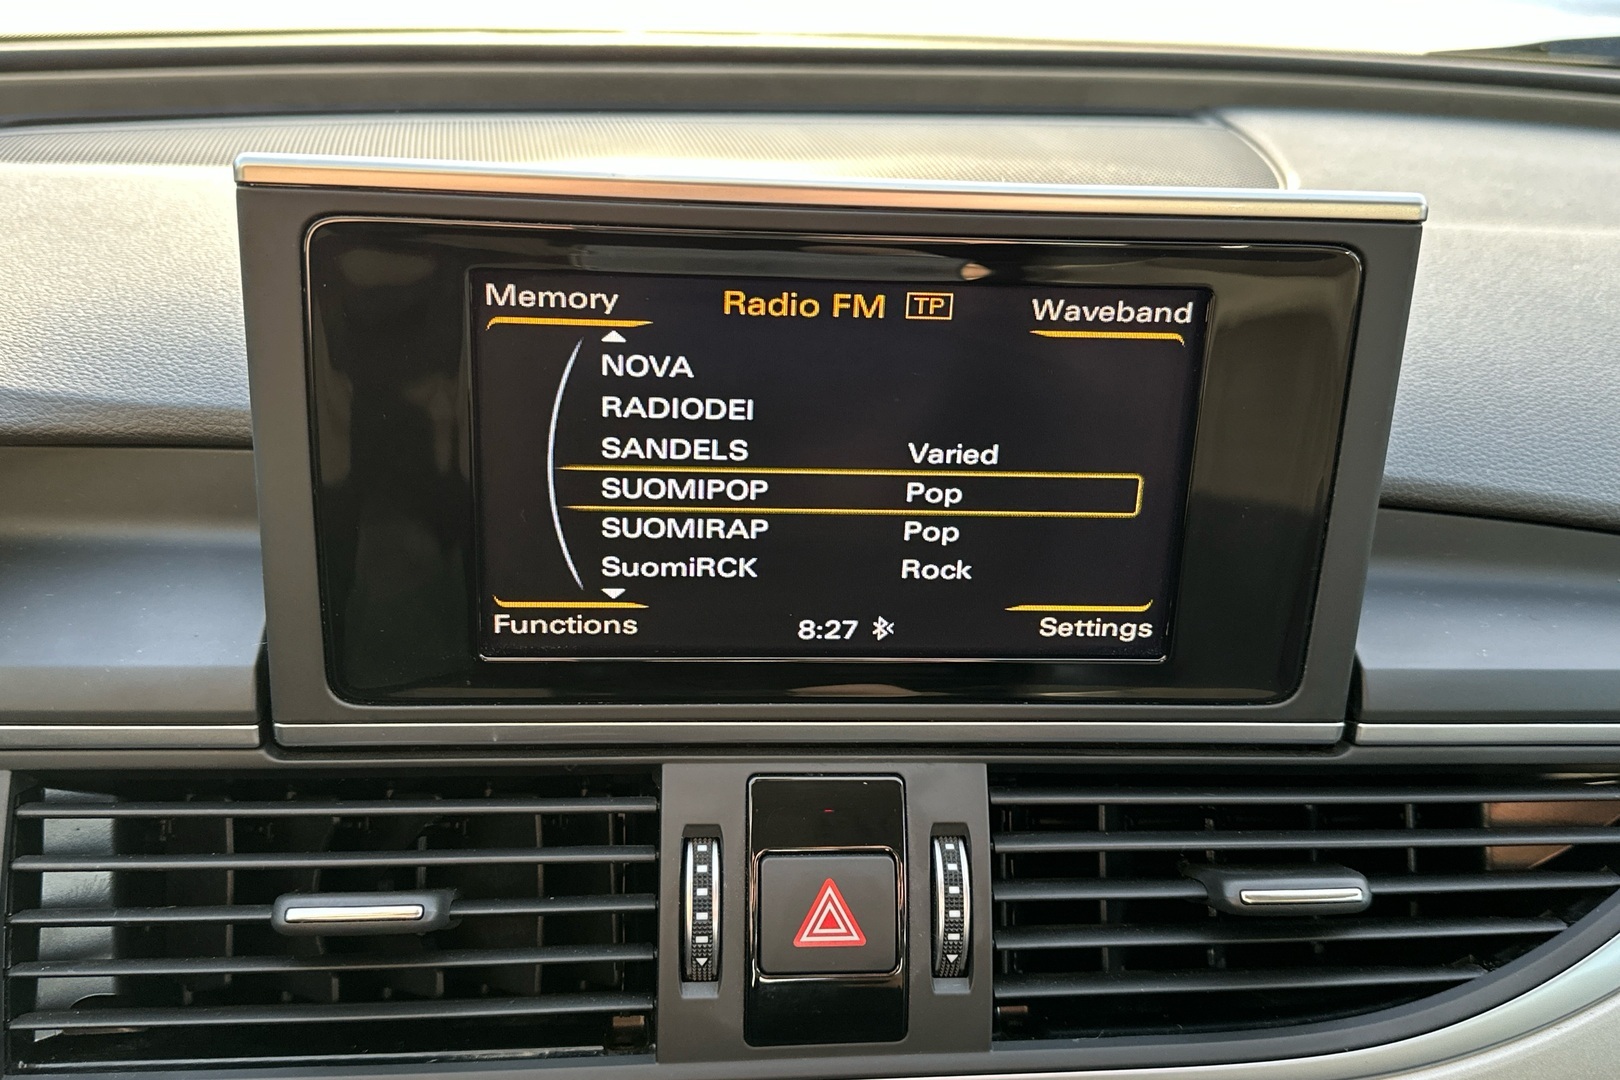 Memory Radio FM TP Waveband
NOVA
RADIODEI
SANDELS Varied
SUOMIPOP Pop
SUOMIRAP Pop
SuomiRCK Rock
Functions 8:27 Settings